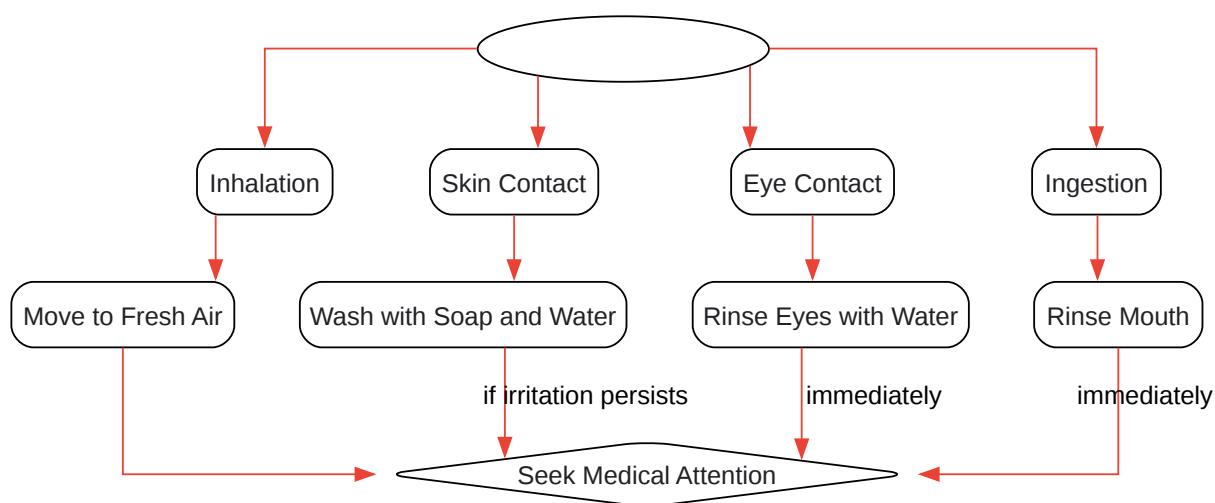 Inhalation
Skin Contact
Eye Contact
Ingestion
Move to Fresh Air
Wash with Soap and Water
Rinse Eyes with Water
Rinse Mouth
if irritation persists
immediately
immediately
Seek Medical Attention